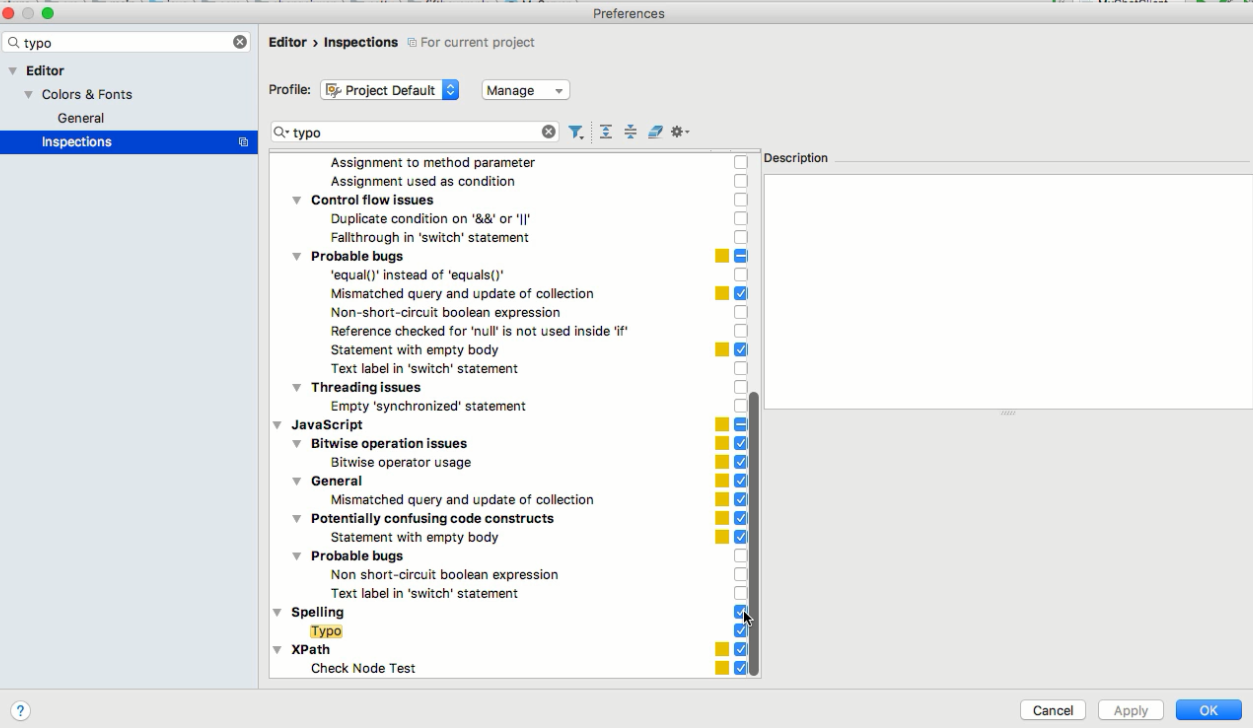 Preferences
typo
Editor › Inspections
For current project
Editor
Colors & Fonts
General
Inspections
Profile:
Project Default
Manage
typo
Description
Assignment to method parameter
Assignment used as condition
Control flow issues
Duplicate condition on '&&' or '||'
Fallthrough in 'switch' statement
Probable bugs
'equal()' instead of 'equals()'
Mismatched query and update of collection
Non-short-circuit boolean expression
Reference checked for 'null' is not used inside 'if'
Statement with empty body
Text label in 'switch' statement
Threading issues
Empty 'synchronized' statement
JavaScript
Bitwise operation issues
Bitwise operator usage
General
Mismatched query and update of collection
Potentially confusing code constructs
Statement with empty body
Probable bugs
Non short-circuit boolean expression
Text label in 'switch' statement
Spelling
Typo
XPath
Check Node Test
?
Cancel
Apply
OK